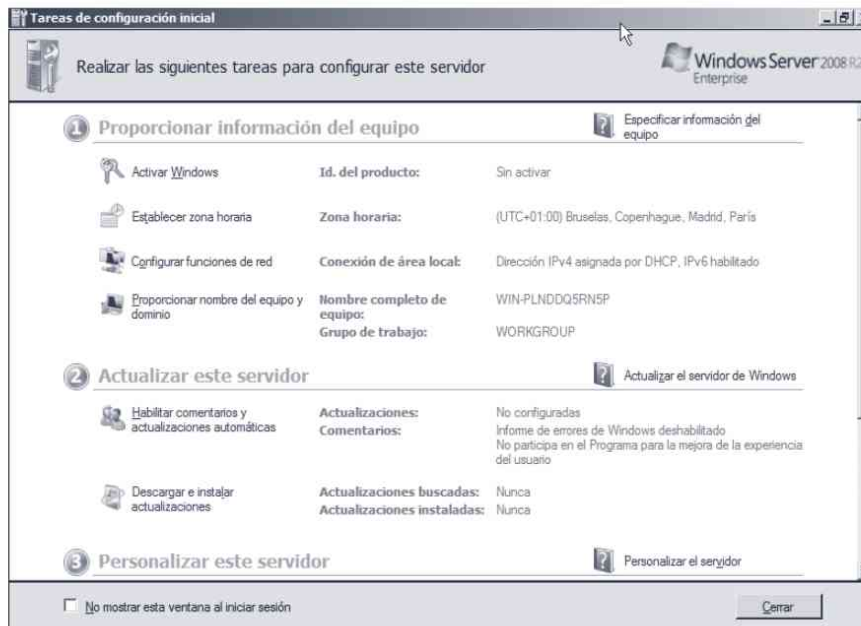 Tareas de configuración inicial
Realizar las siguientes tareas para configurar este servidor
Windows Server 2008 R2
Enterprise
1 Proporcionar información del equipo
Especificar información del
equipo
Activar Windows
Id. del producto:
Sin activar
Establecer zona horaria
Zona horaria:
(UTC+01:00) Bruselas, Copenhague, Madrid, París
Configurar funciones de red
Conexión de área local:
Dirección IPv4 asignada por DHCP, IPv6 habilitado
Proporcionar nombre del equipo y
dominio
Nombre completo de
equipo:
WIN-PLNDDQ5RN5P
Grupo de trabajo:
WORKGROUP
2 Actualizar este servidor
Actualizar el servidor de Windows
Habilitar comentarios y
actualizaciones automáticas
Actualizaciones:
No configuradas
Comentarios:
Informe de errores de Windows deshabilitado
No participa en el Programa para la mejora de la experiencia
del usuario
Descargar e instalar
actualizaciones
Actualizaciones buscadas:
Nunca
Actualizaciones instaladas:
Nunca
3 Personalizar este servidor
Personalizar el servidor
No mostrar esta ventana al iniciar sesión
Cerrar